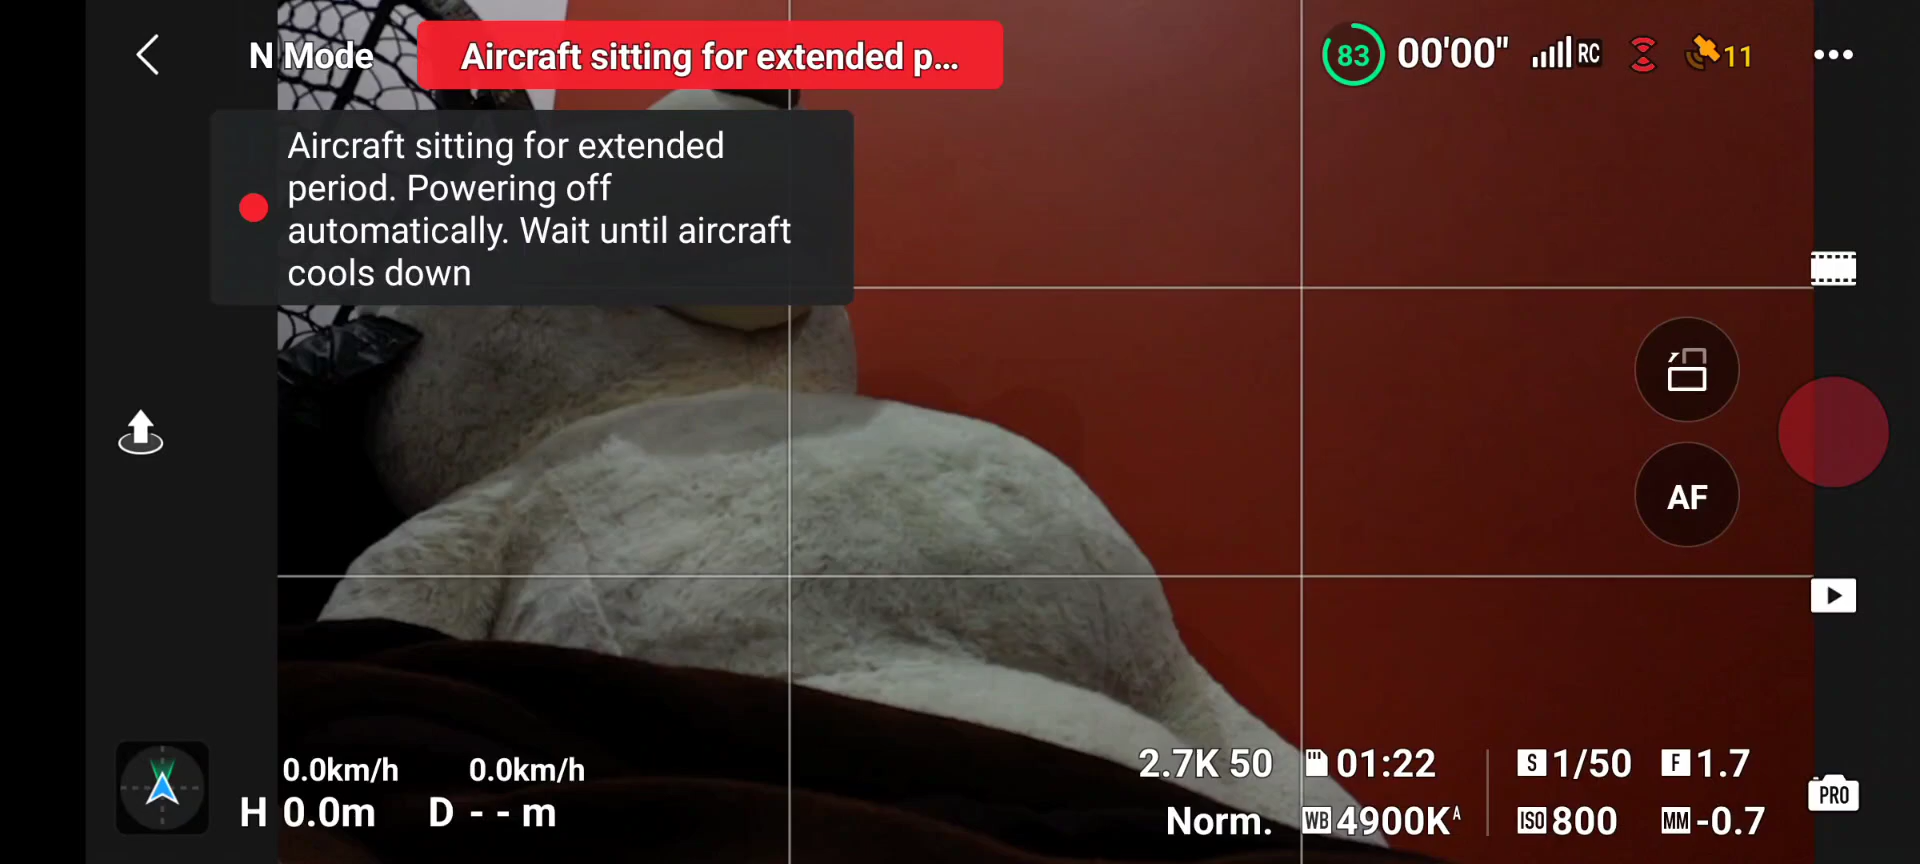 N Mode
Aircraft sitting for extended p...
83
00'00"
RC
11
Aircraft sitting for extended
period. Powering off
automatically. Wait until aircraft
cools down
AF
0.0km/h 0.0km/h
H 0.0m D - - m
2.7K 50 01:22 S 1/50 F 1.7
Norm. WB 4900K A ISO 800 MM -0.7
PRO